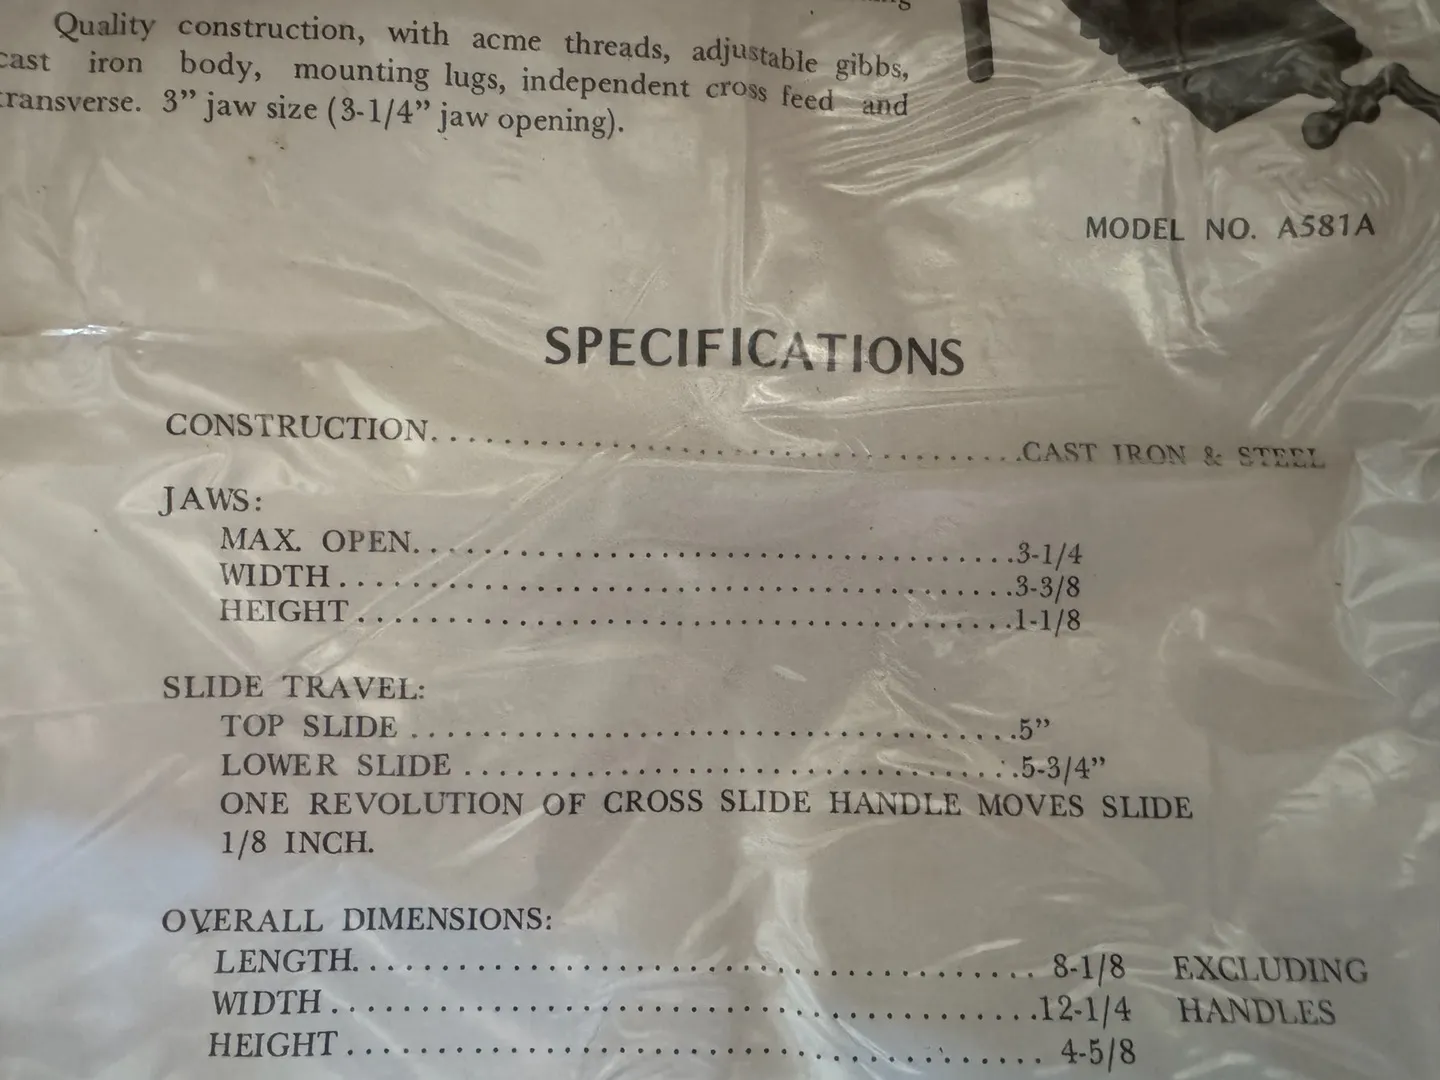 Quality construction, with acme threads, adjustable gibbs,
cast iron body, mounting lugs, independent cross feed and
transverse. 3” jaw size (3-1/4” jaw opening).
MODEL NO. A581A
SPECIFICATIONS
CONSTRUCTION..........................................CAST IRON & STEEL
JAWS:
MAX. OPEN..........................................3-1/4
WIDTH..........................................3-3/8
HEIGHT..........................................1-1/8
SLIDE TRAVEL:
TOP SLIDE..........................................5”
LOWER SLIDE..........................................5-3/4”
ONE REVOLUTION OF CROSS SLIDE HANDLE MOVES SLIDE
1/8 INCH.
OVERALL DIMENSIONS:
LENGTH.......................................... 8-1/8 EXCLUDING
WIDTH..........................................12-1/4 HANDLES
HEIGHT.......................................... 4-5/8